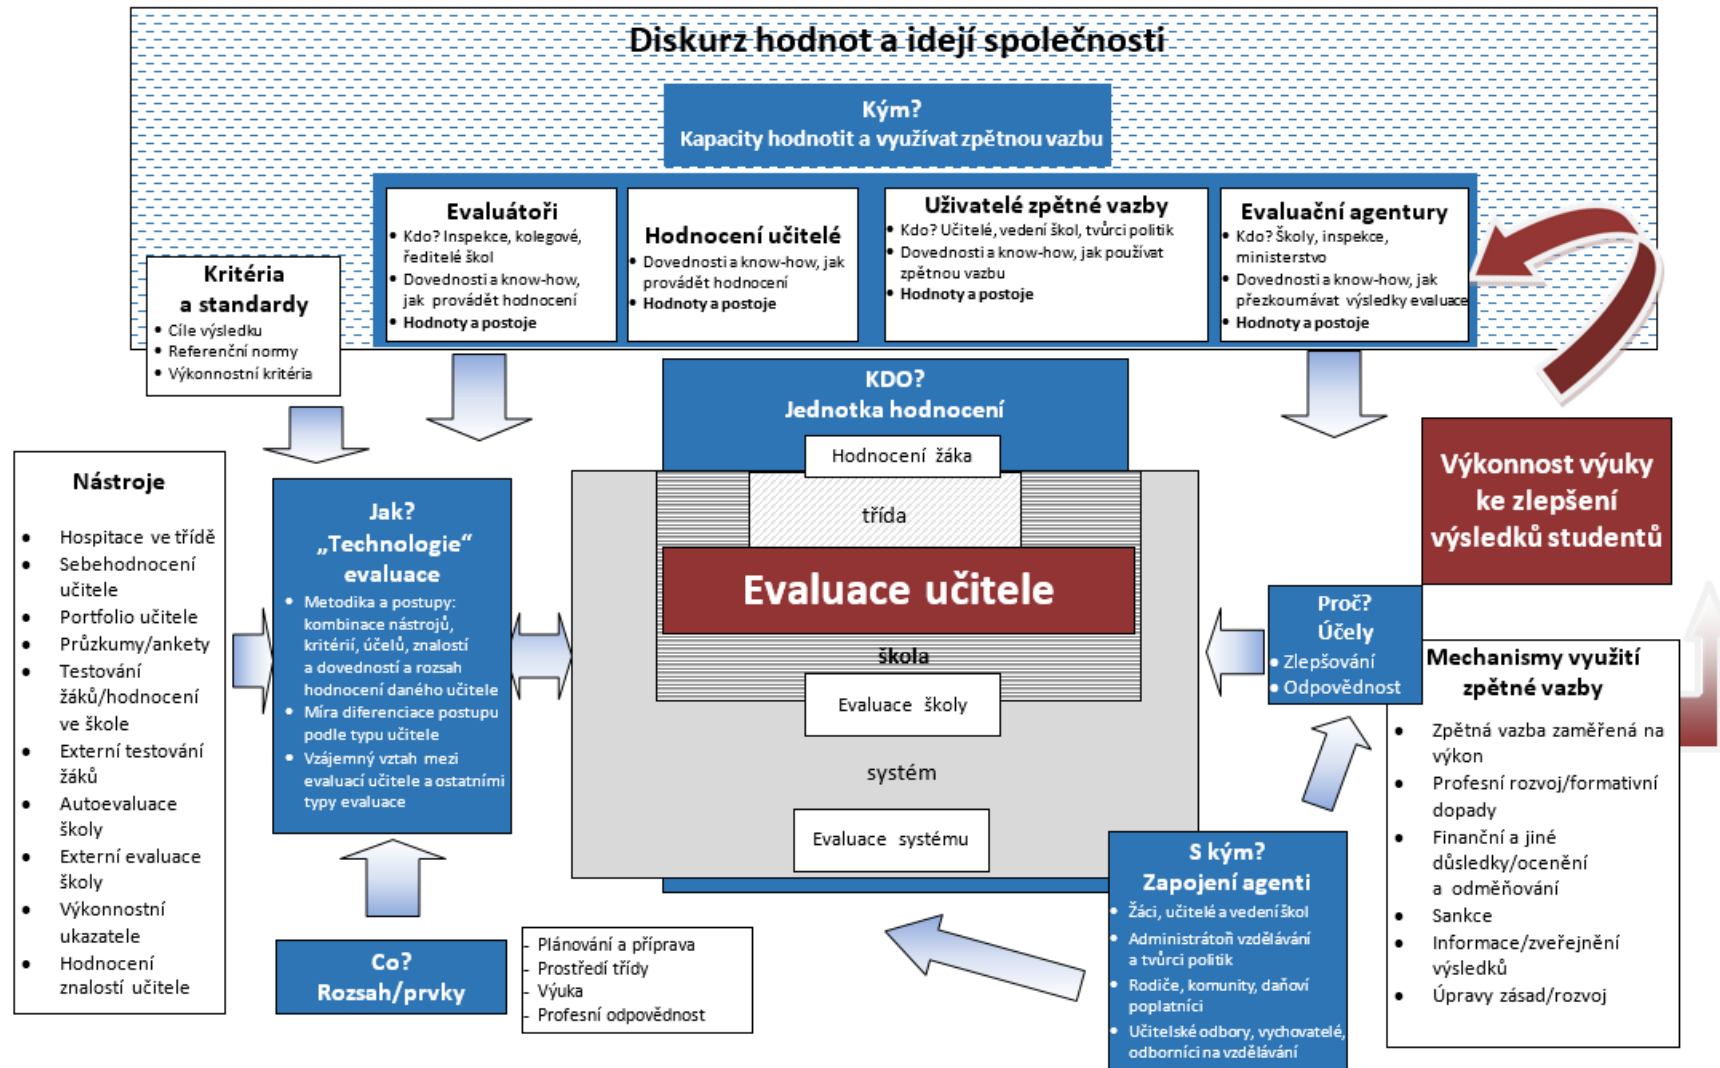 Diskurz hodnot a idejí společnosti
Kým?
Kapacity hodnotit a využívat zpětnou vazbu
Evaluátoři
• Kdo? Inspekce, kolegové,
ředitelé škol
• Dovednosti a know-how,
jak provádět hodnocení
• Hodnoty a postoje
Hodnocení učitelé
• Dovednosti a know-how, jak
provádět hodnocení
• Hodnoty a postoje
Uživatelé zpětné vazby
• Kdo? Učitelé, vedení škol, tvůrci politik
• Dovednosti a know-how, jak používat
zpětnou vazbu
• Hodnoty a postoje
Evaluační agentury
• Kdo? Školy, inspekce,
ministerstvo
• Dovednosti a know-how, jak
přezkoumávat výsledky evaluace
• Hodnoty a postoje
Kritéria
a standardy
• Cíle výsledku
• Referenční normy
• Výkonnostní kritéria
KDO?
Jednotka hodnocení
Hodnocení žáka
třída
Evaluace učitele
škola
Evaluace školy
systém
Evaluace systému
Nástroje
• Hospitace ve třídě
• Sebehodnocení
učitele
• Portfolio učitele
• Průzkumy/ankety
• Testování
žáků/hodnocení
ve škole
• Externí testování
žáků
• Autoevaluace
školy
• Externí evaluace
školy
• Výkonnostní
ukazatele
• Hodnocení
znalostí učitele
Jak?
„Technologie“
evaluace
• Metodika a postupy:
kombinace nástrojů,
kritérií, účelů, znalostí
a dovedností a rozsah
hodnocení daného učitele
• Míra diferenciace postupu
podle typu učitele
• Vzájemný vztah mezi
evaluací učitele a ostatními
typy evaluace
Co?
Rozsah/prvky
- Plánování a příprava
- Prostředí třídy
- Výuka
- Profesní odpovědnost
Výkonnost výuky
ke zlepšení
výsledků studentů
Proč?
Účely
• Zlepšování
• Odpovědnost
Mechanismy využití
zpětné vazby
• Zpětná vazba zaměřená na
výkon
• Profesní rozvoj/formativní
dopady
• Finanční a jiné
důsledky/ocenění
a odměňování
• Sankce
• Informace/zveřejnění
výsledků
• Úpravy zásad/rozvoj
S kým?
Zapojení agenti
• Žáci, učitelé a vedení škol
• Administrátoři vzdělávání
a tvůrci politik
• Rodiče, komunity, daňoví
poplatníci
• Učitelské odbory, vychovatelé,
odborníci na vzdělávání